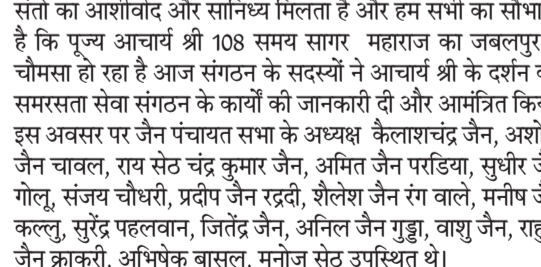 संतों का आशीर्वाद और सानिध्य मिलता है और हम सभी का सौभा
है कि पूज्य आचार्य श्री 108 समय सागर महाराज का जबलपुर
चौमसा हो रहा है आज संगठन के सदस्यों ने आचार्य श्री के दर्शन
समरसता सेवा संगठन के कार्यों की जानकारी दी और आमंत्रित
इस अवसर पर जैन पंचायत सभा के अध्यक्ष कैलाशचंद्र जैन, अशो
जैन चावल, राय सेठ चंद्र कुमार जैन, अमित जैन परडिया, सुधीर
गोलू, संजय चौधरी, प्रदीप जैन रद्रदी, शैलेश जैन रंग वाले, मनीष
कल्लु, सुरेंद्र पहलवान, जितेंद्र जैन, अनिल जैन गुड्डा, वाशु जैन, राहु
जैन क्राकरी, अभिषेक बासल, मनोज सेठ उपस्थित थे।